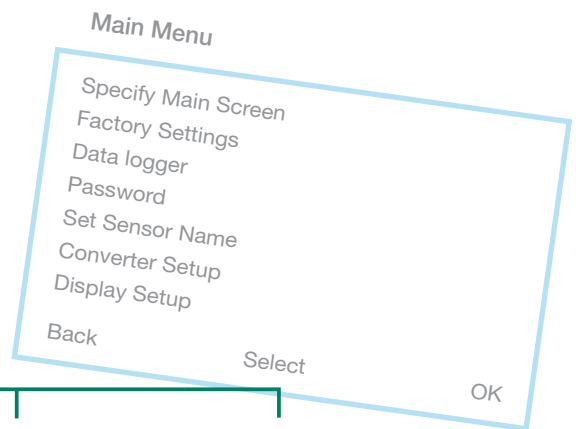 Main Menu
Specify Main Screen
Factory Settings
Data logger
Password
Set Sensor Name
Converter Setup
Display Setup
Back Select OK